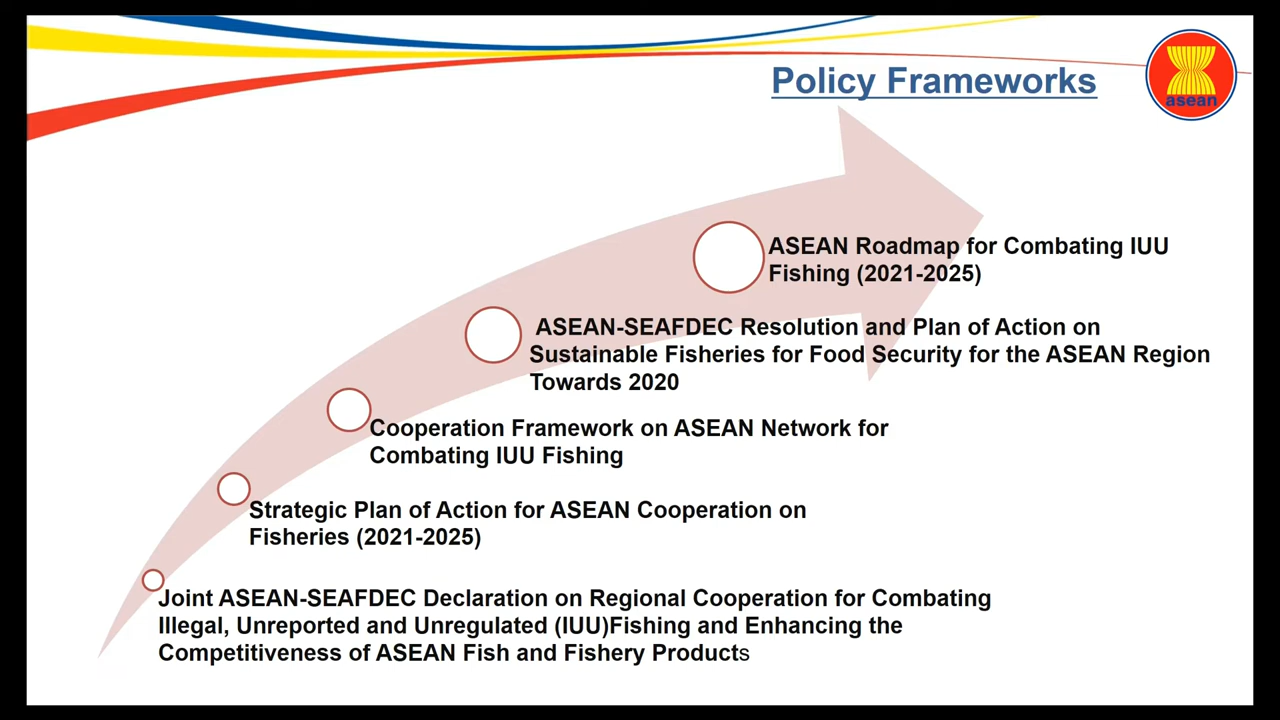 Policy Frameworks
asean
ASEAN Roadmap for Combating IUU
Fishing (2021-2025)
ASEAN-SEAFDEC Resolution and Plan of Action on
Sustainable Fisheries for Food Security for the ASEAN Region
Towards 2020
Cooperation Framework on ASEAN Network for
Combating IUU Fishing
Strategic Plan of Action for ASEAN Cooperation on
Fisheries (2021-2025)
Joint ASEAN-SEAFDEC Declaration on Regional Cooperation for Combating
Illegal, Unreported and Unregulated (IUU)Fishing and Enhancing the
Competitiveness of ASEAN Fish and Fishery Products